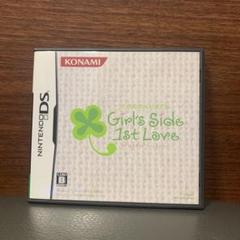 KONAMI
NINTENDO DS
Girl's Side
1st Love
B